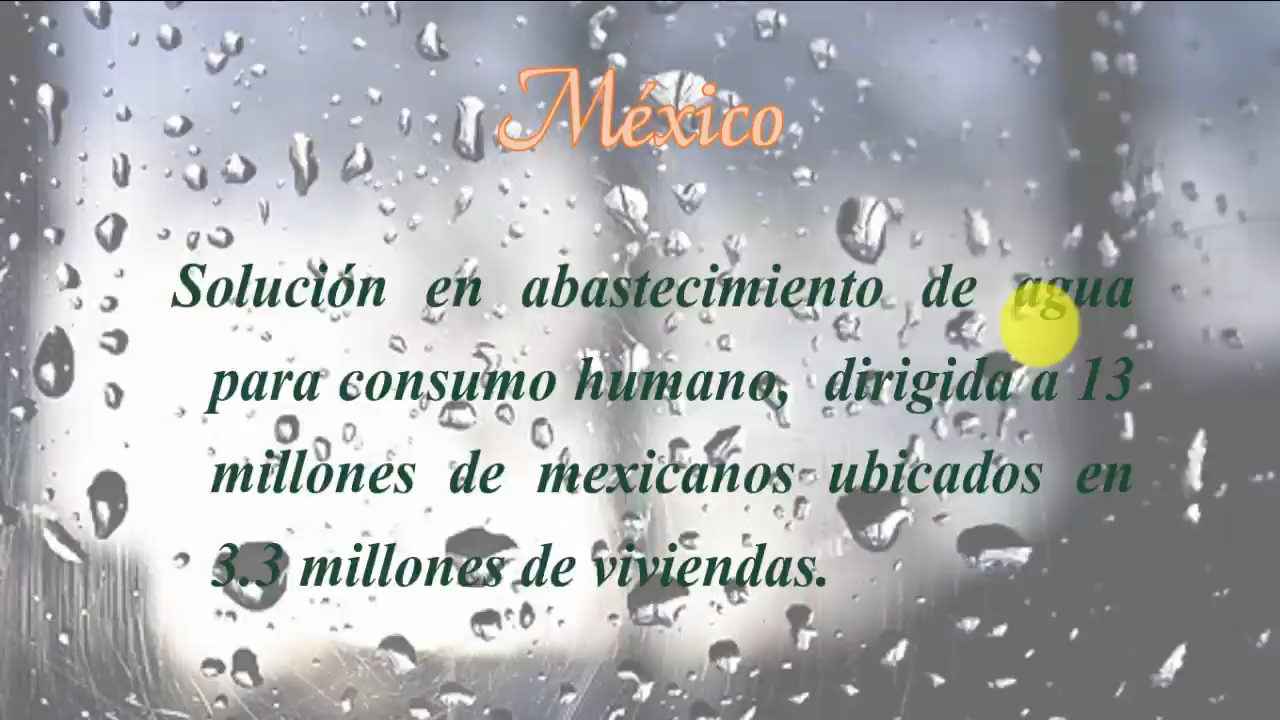 México
Solución en abastecimiento de agua
para consumo humano, dirigida a 13
millones de mexicanos ubicados en
3.3 millones de viviendas.